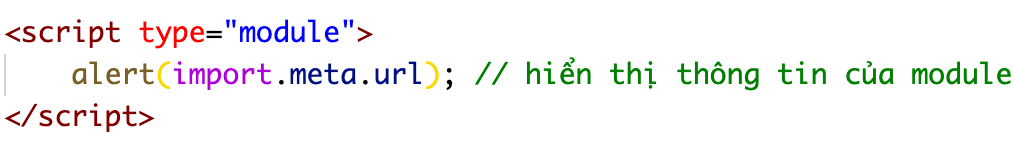 <script type="module">
alert(import.meta.url); // hiển thị thông tin của module
</script>